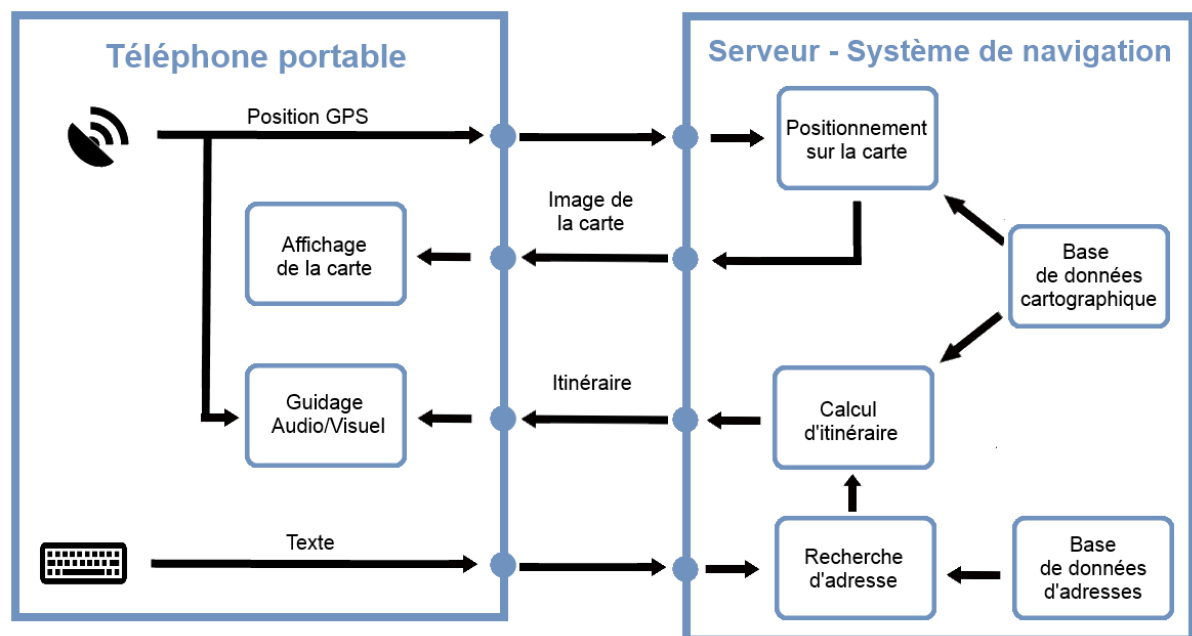 Téléphone portable
Position GPS
Affichage
de la carte
Guidage
Audio/Visuel
Texte
Image de
la carte
Itinéraire
Serveur - Système de navigation
Positionnement
sur la carte
Base
de données
cartographique
Calcul
d'itinéraire
Recherche
d'adresse
Base
de données
d'adresses